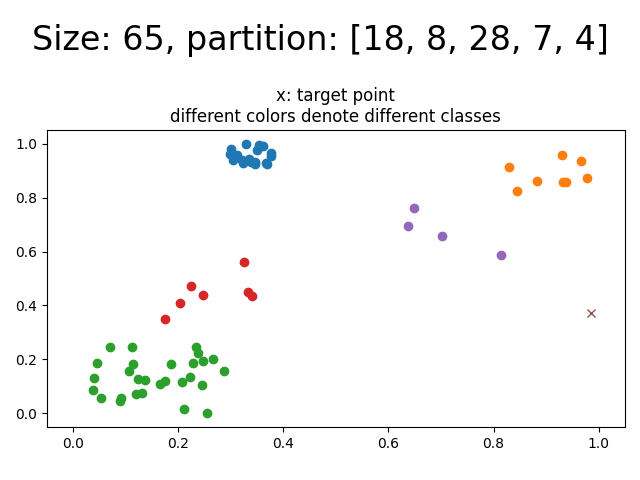 Size: 65, partition: [18, 8, 28, 7, 4]
x: target point
different colors denote different classes
1.0
0.8
0.6
0.4
0.2
0.0
0.0 0.2 0.4 0.6 0.8 1.0